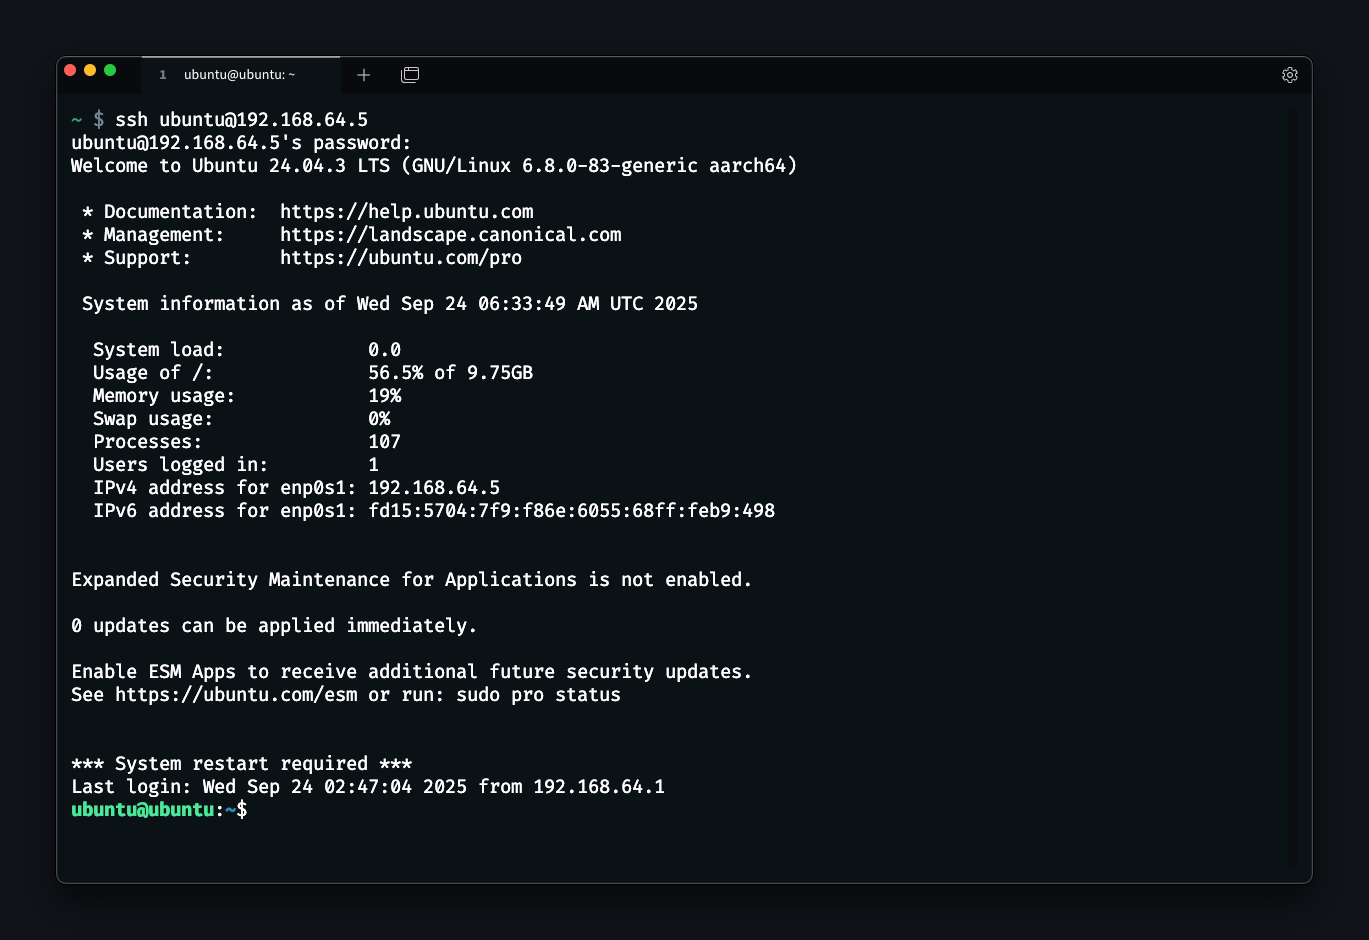 1 ubuntu@ubuntu: ~
~ $ ssh ubuntu@192.168.64.5
ubuntu@192.168.64.5's password:
Welcome to Ubuntu 24.04.3 LTS (GNU/Linux 6.8.0-83-generic aarch64)
* Documentation:  https://help.ubuntu.com
* Management:     https://landscape.canonical.com
* Support:        https://ubuntu.com/pro
System information as of Wed Sep 24 06:33:49 AM UTC 2025
System load:             0.0
Usage of /:              56.5% of 9.75GB
Memory usage:            19%
Swap usage:              0%
Processes:               107
Users logged in:         1
IPv4 address for enp0s1: 192.168.64.5
IPv6 address for enp0s1: fd15:5704:7f9:f86e:6055:68ff:feb9:498
Expanded Security Maintenance for Applications is not enabled.
0 updates can be applied immediately.
Enable ESM Apps to receive additional future security updates.
See https://ubuntu.com/esm or run: sudo pro status
*** System restart required ***
Last login: Wed Sep 24 02:47:04 2025 from 192.168.64.1
ubuntu@ubuntu:~$